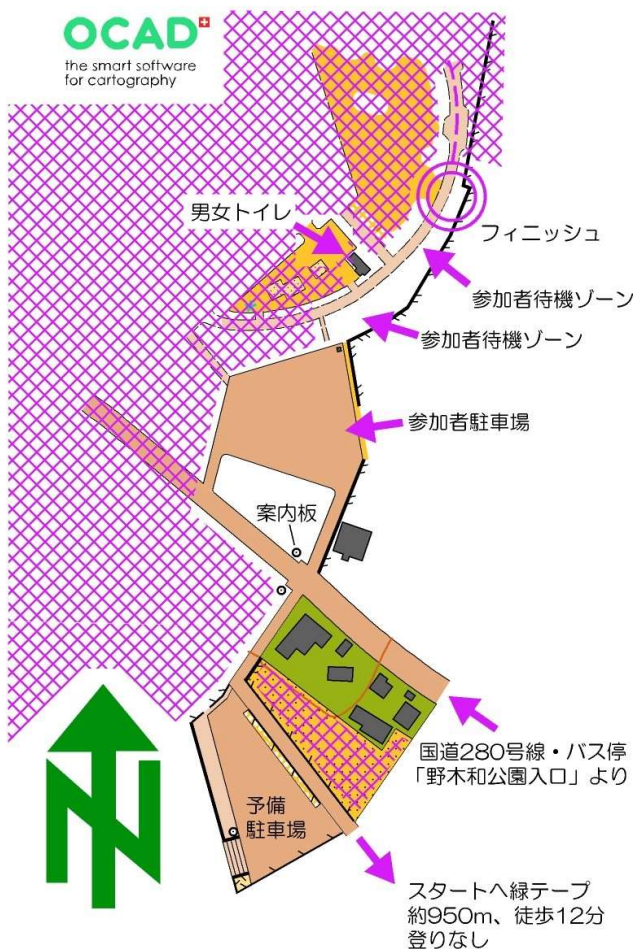 OCAD
the smart software
for cartography
男女トイレ
フィニッシュ
参加者待機ゾーン
参加者待機ゾーン
参加者駐車場
案内板
国道280号線・バス停
「野木和公園入口」より
予備
駐車場
スタートへ緑テープ
約950m、徒歩12分
登りなし
N